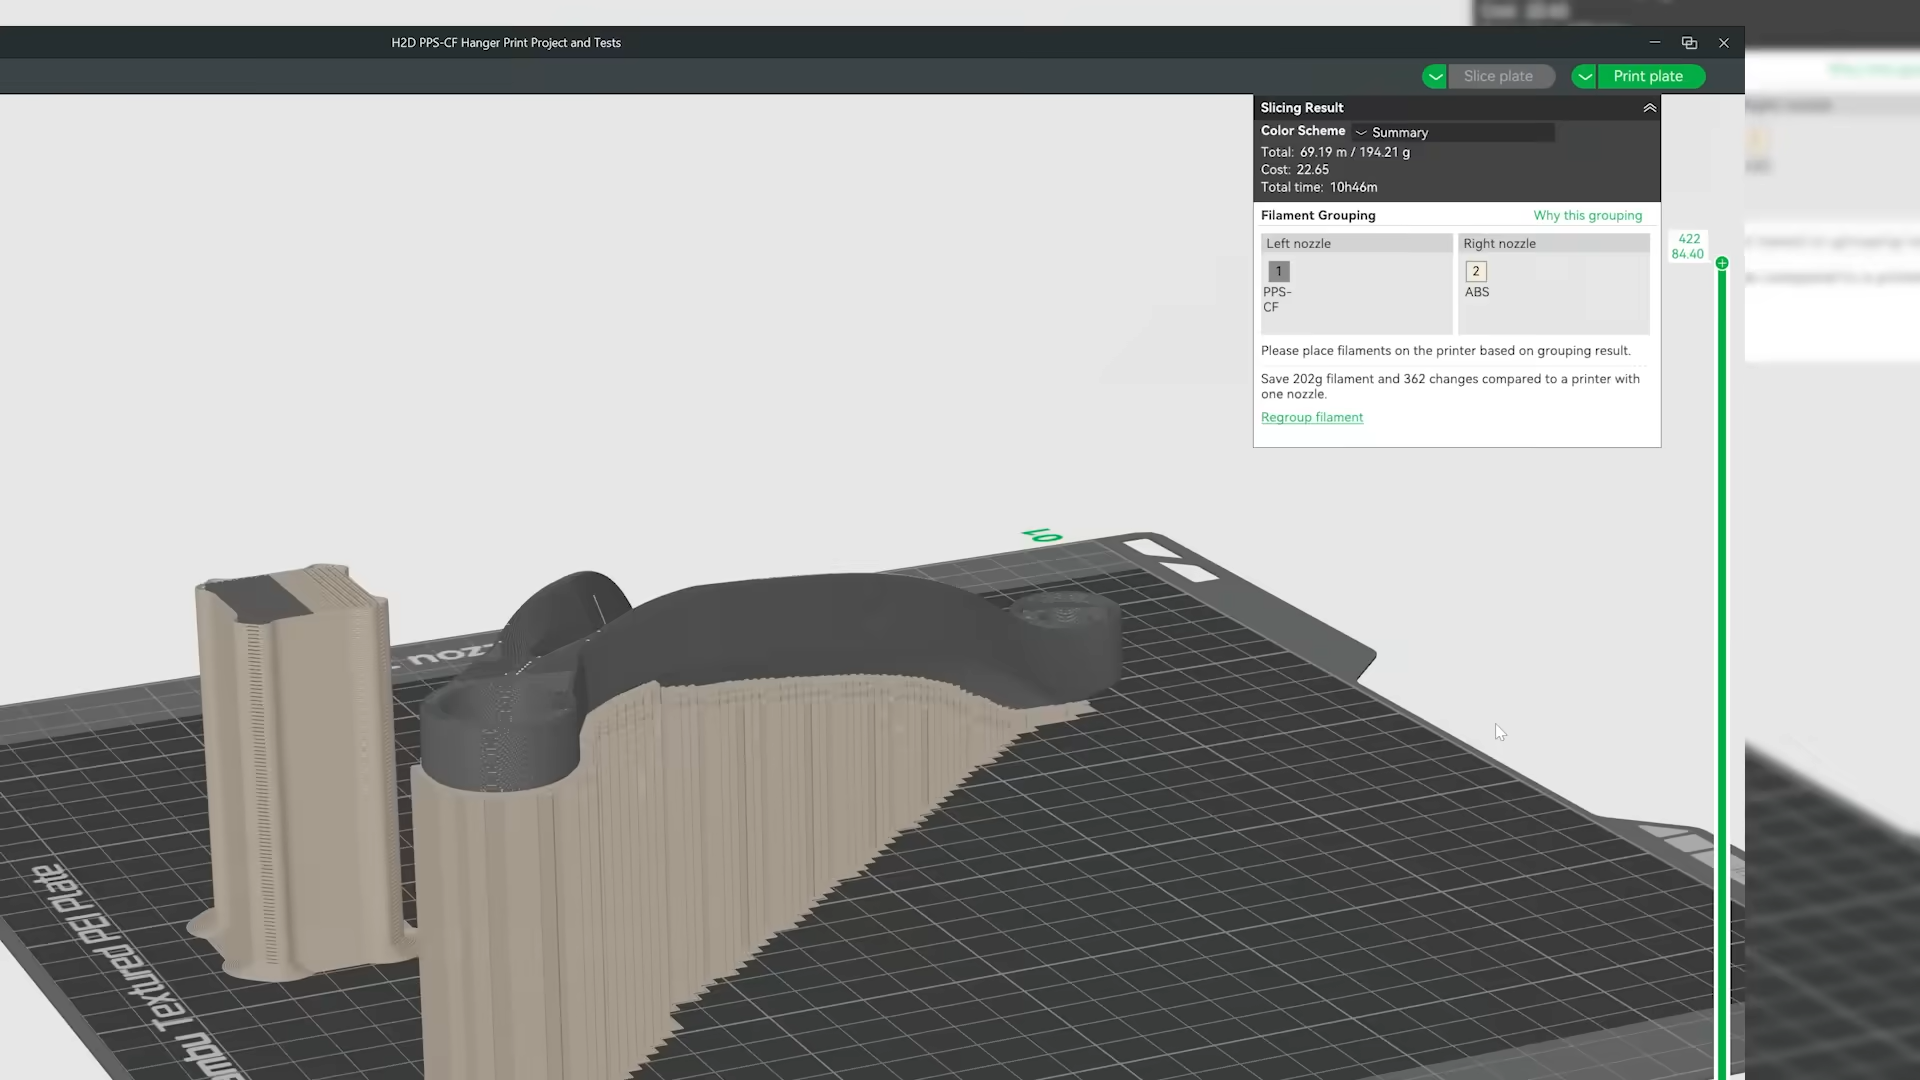 H2D PPS-CF Hanger Print Project and Tests
Slice plate
Print plate
Slicing Result
Color Scheme
Summary
Total: 69.19 m / 194.21 g
Cost: 22.65
Total time: 10h46m
Filament Grouping
Why this grouping
Left nozzle
Right nozzle
1
2
PPS-
CF
ABS
Please place filaments on the printer based on grouping result.
Save 202g filament and 362 changes compared to a printer with
one nozzle.
Regroup filament
422
84.40
01
Textured PEI Plate